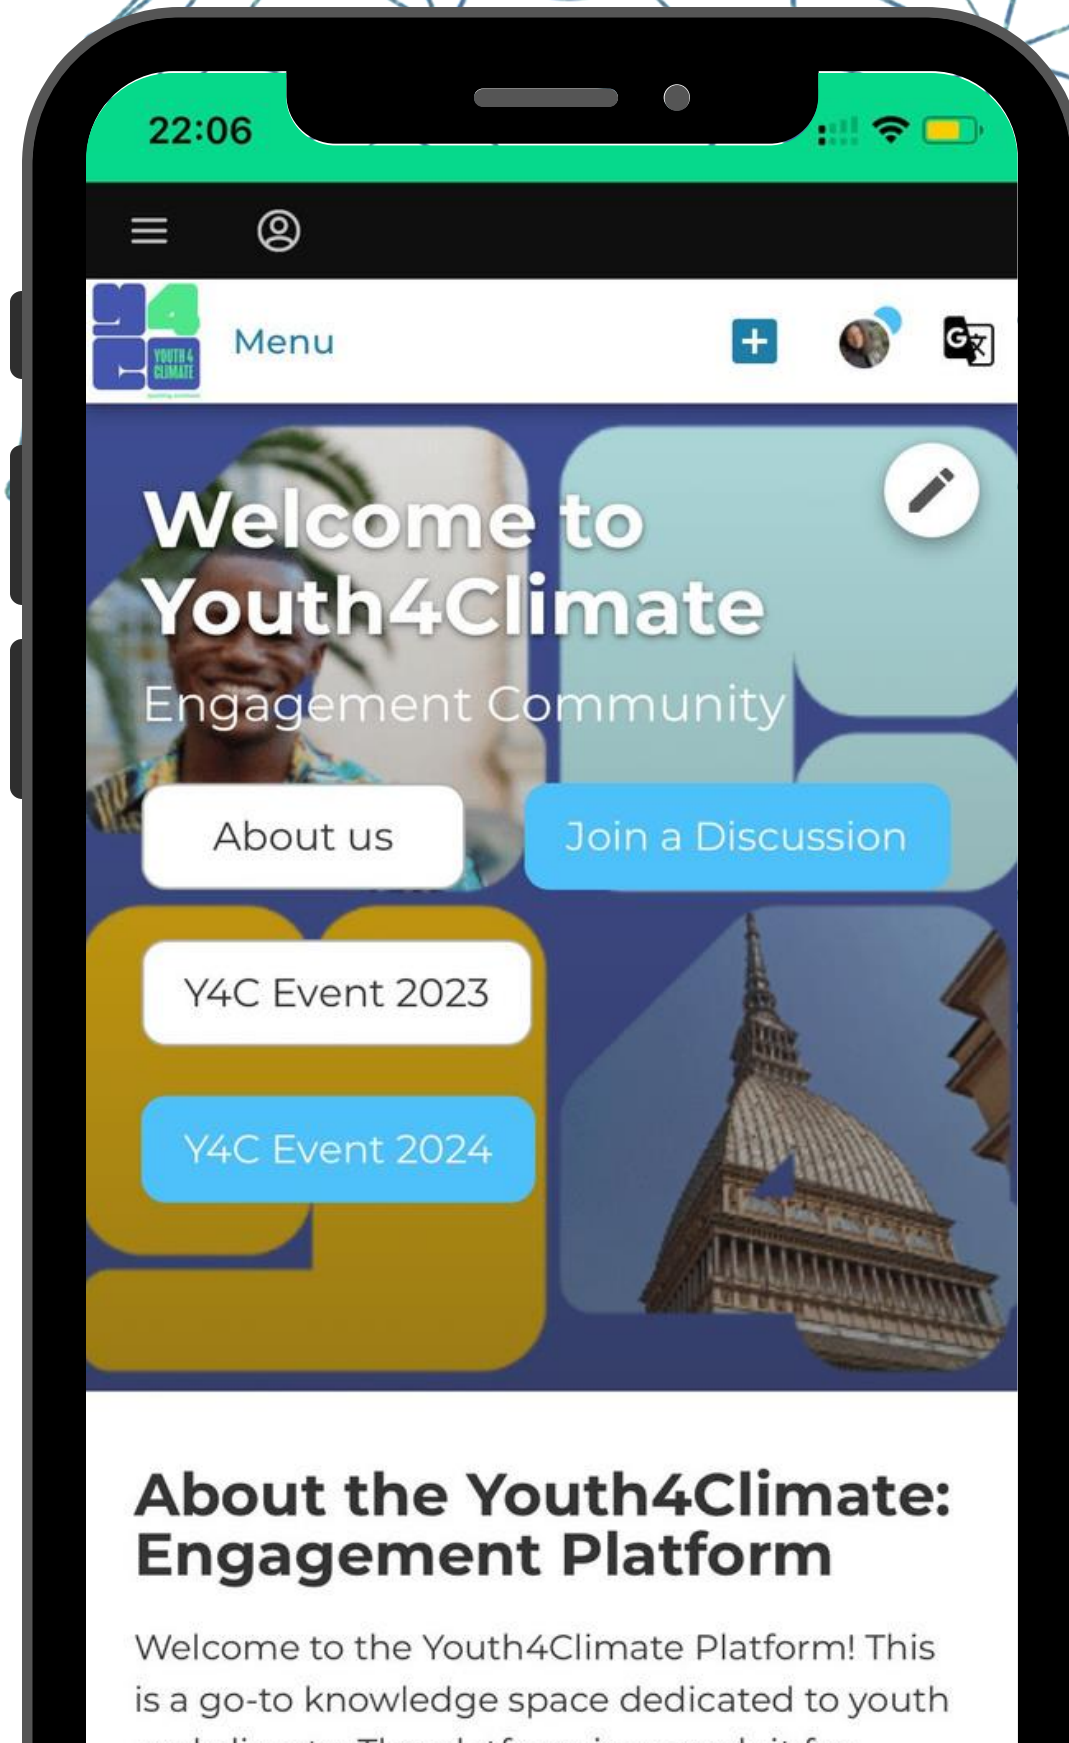 22:06
YOUTH4
CLIMATE
Menu
G
Welcome to
Youth4Climate
Engagement Community
About us
Join a Discussion
Y4C Event 2023
Y4C Event 2024
About the Youth4Climate:
Engagement Platform
Welcome to the Youth4Climate Platform! This
is a go-to knowledge space dedicated to youth